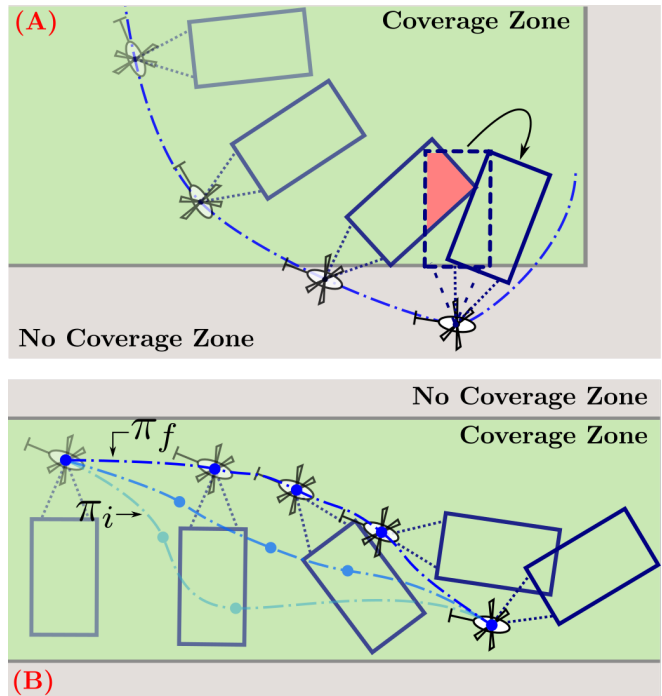 (A)
Coverage Zone
No Coverage Zone
No Coverage Zone
Coverage Zone
π_f
π_i
(B)